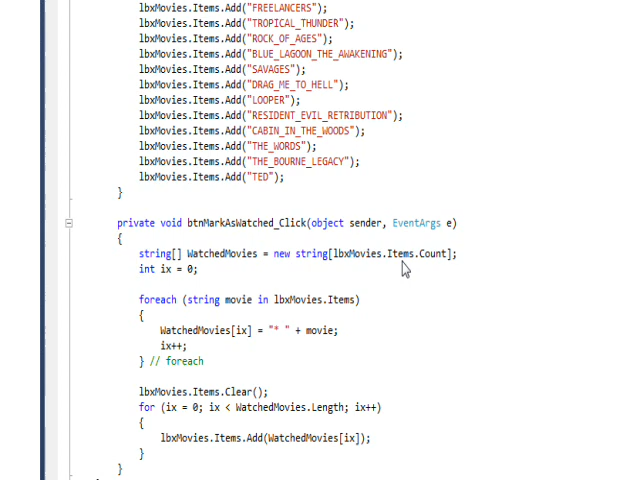 lbxMovies.Items.Add("FREELANCERS");
lbxMovies.Items.Add("TROPICAL_THUNDER");
lbxMovies.Items.Add("ROCK_OF_AGES");
lbxMovies.Items.Add("BLUE_LAGOON_THE_AWAKENING");
lbxMovies.Items.Add("SAVAGES");
lbxMovies.Items.Add("DRAG_ME_TO_HELL");
lbxMovies.Items.Add("LOOPER");
lbxMovies.Items.Add("RESIDENT_EVIL_RETRIBUTION");
lbxMovies.Items.Add("CABIN_IN_THE_WOODS");
lbxMovies.Items.Add("THE_WORDS");
lbxMovies.Items.Add("THE_BOURNE_LEGACY");
lbxMovies.Items.Add("TED");
}
private void btnMarkAsWatched_Click(object sender, EventArgs e)
{
string[] WatchedMovies = new string[lbxMovies.Items.Count];
int ix = 0;
foreach (string movie in lbxMovies.Items)
{
WatchedMovies[ix] = "* " + movie;
ix++;
} // foreach
lbxMovies.Items.Clear();
for (ix = 0; ix < WatchedMovies.Length; ix++)
{
lbxMovies.Items.Add(WatchedMovies[ix]);
}
}